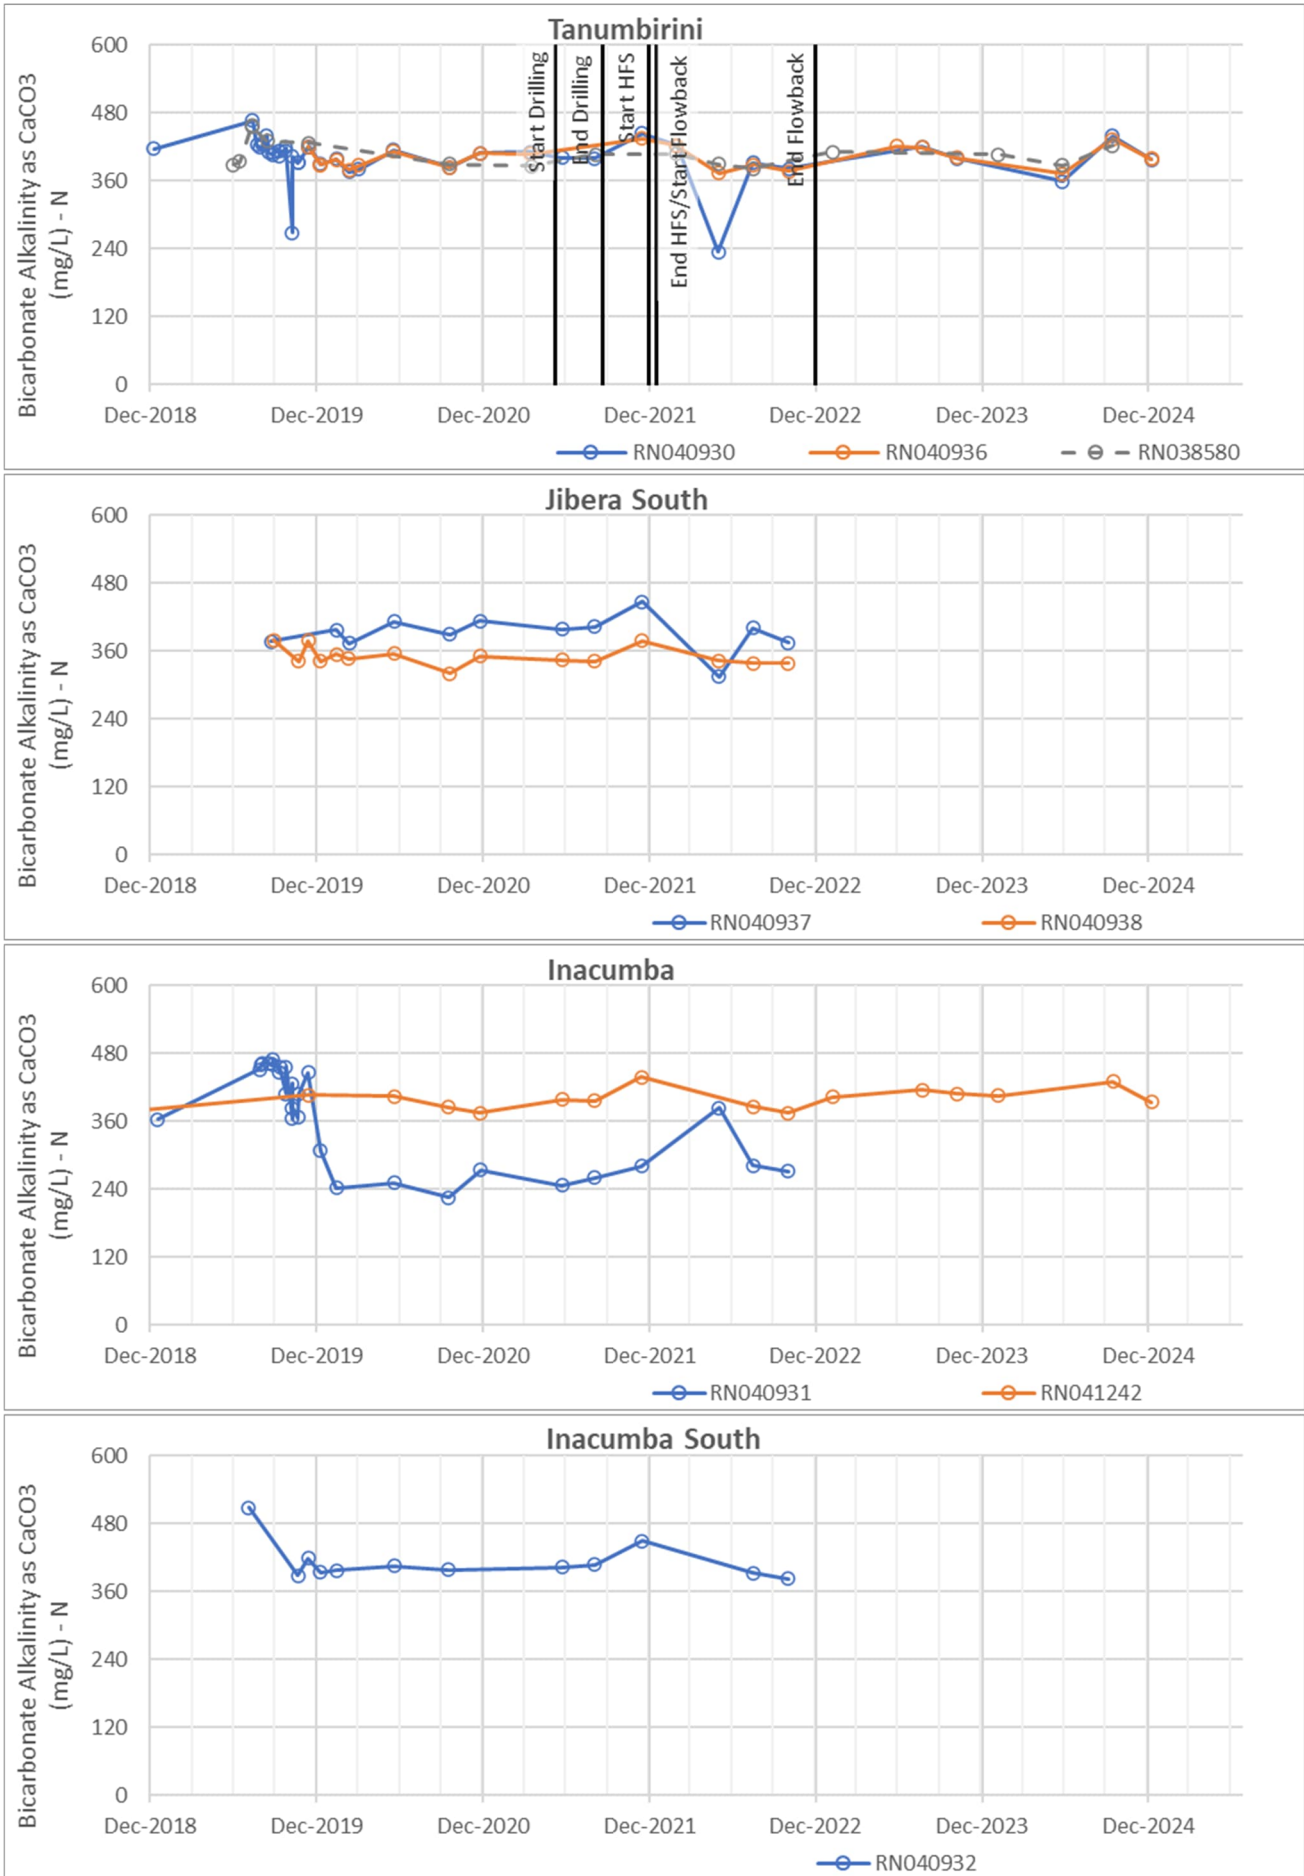 Tanumbirini
Bicarbonate Alkalinity as CaCO3
(mg/L) - N
600
480
360
240
120
0
Start Drilling
End Drilling
Start HFS
End HFS/Start Flowback
End Flowback
Dec-2018 Dec-2019 Dec-2020 Dec-2021 Dec-2022 Dec-2023 Dec-2024
RN040930 RN040936 RN038580
Jibera South
Bicarbonate Alkalinity as CaCO3
(mg/L) - N
600
480
360
240
120
0
Dec-2018 Dec-2019 Dec-2020 Dec-2021 Dec-2022 Dec-2023 Dec-2024
RN040937 RN040938
Inacumba
Bicarbonate Alkalinity as CaCO3
(mg/L) - N
600
480
360
240
120
0
Dec-2018 Dec-2019 Dec-2020 Dec-2021 Dec-2022 Dec-2023 Dec-2024
RN040931 RN041242
Inacumba South
Bicarbonate Alkalinity as CaCO3
(mg/L) - N
600
480
360
240
120
0
Dec-2018 Dec-2019 Dec-2020 Dec-2021 Dec-2022 Dec-2023 Dec-2024
RN040932